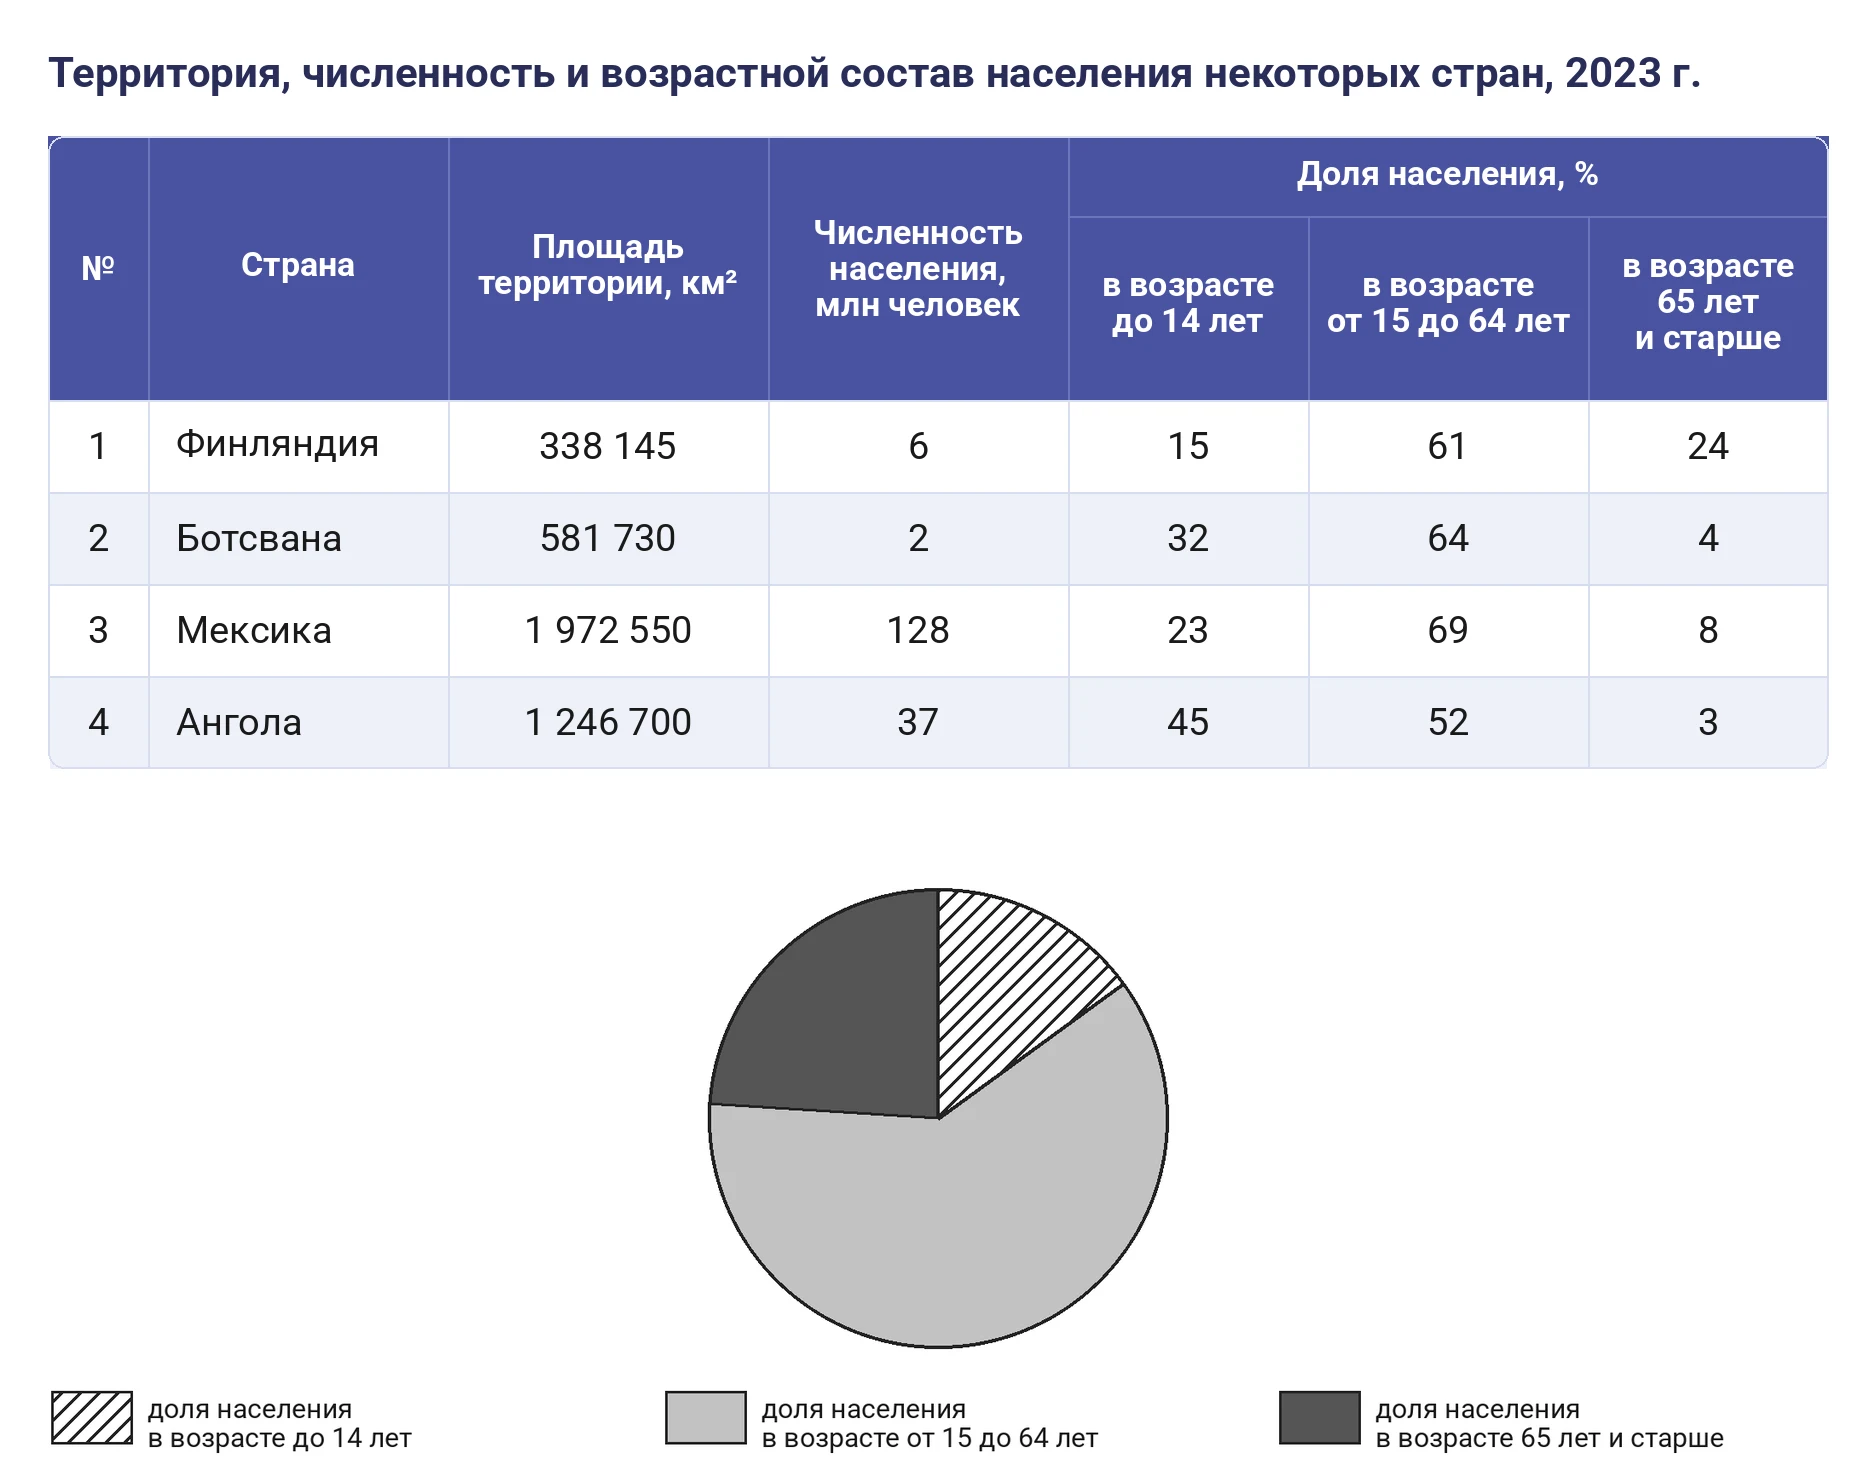 Территория, численность и возрастной состав населения некоторых стран, 2023 г.
№
Страна
Площадь
территории, км²
Численность
населения,
млн человек
Доля населения, %
в возрасте
до 14 лет
в возрасте
от 15 до 64 лет
в возрасте
65 лет
и старше
1 Финляндия 338 145 6 15 61 24
2 Ботсвана 581 730 2 32 64 4
3 Мексика 1 972 550 128 23 69 8
4 Ангола 1 246 700 37 45 52 3
доля населения
в возрасте до 14 лет
доля населения
в возрасте от 15 до 64 лет
доля населения
в возрасте 65 лет и старше